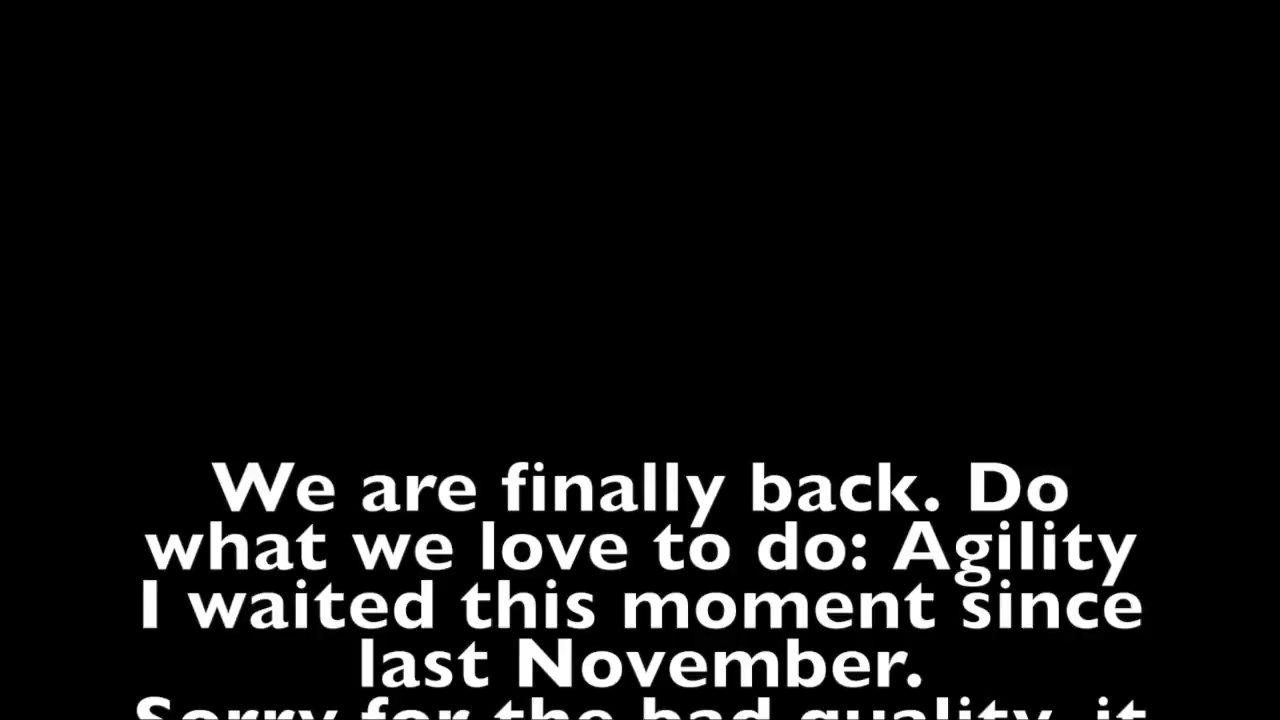 We are finally back. Do
what we love to do: Agility
I waited this moment since
last November.
Sorry for the bad quality, it